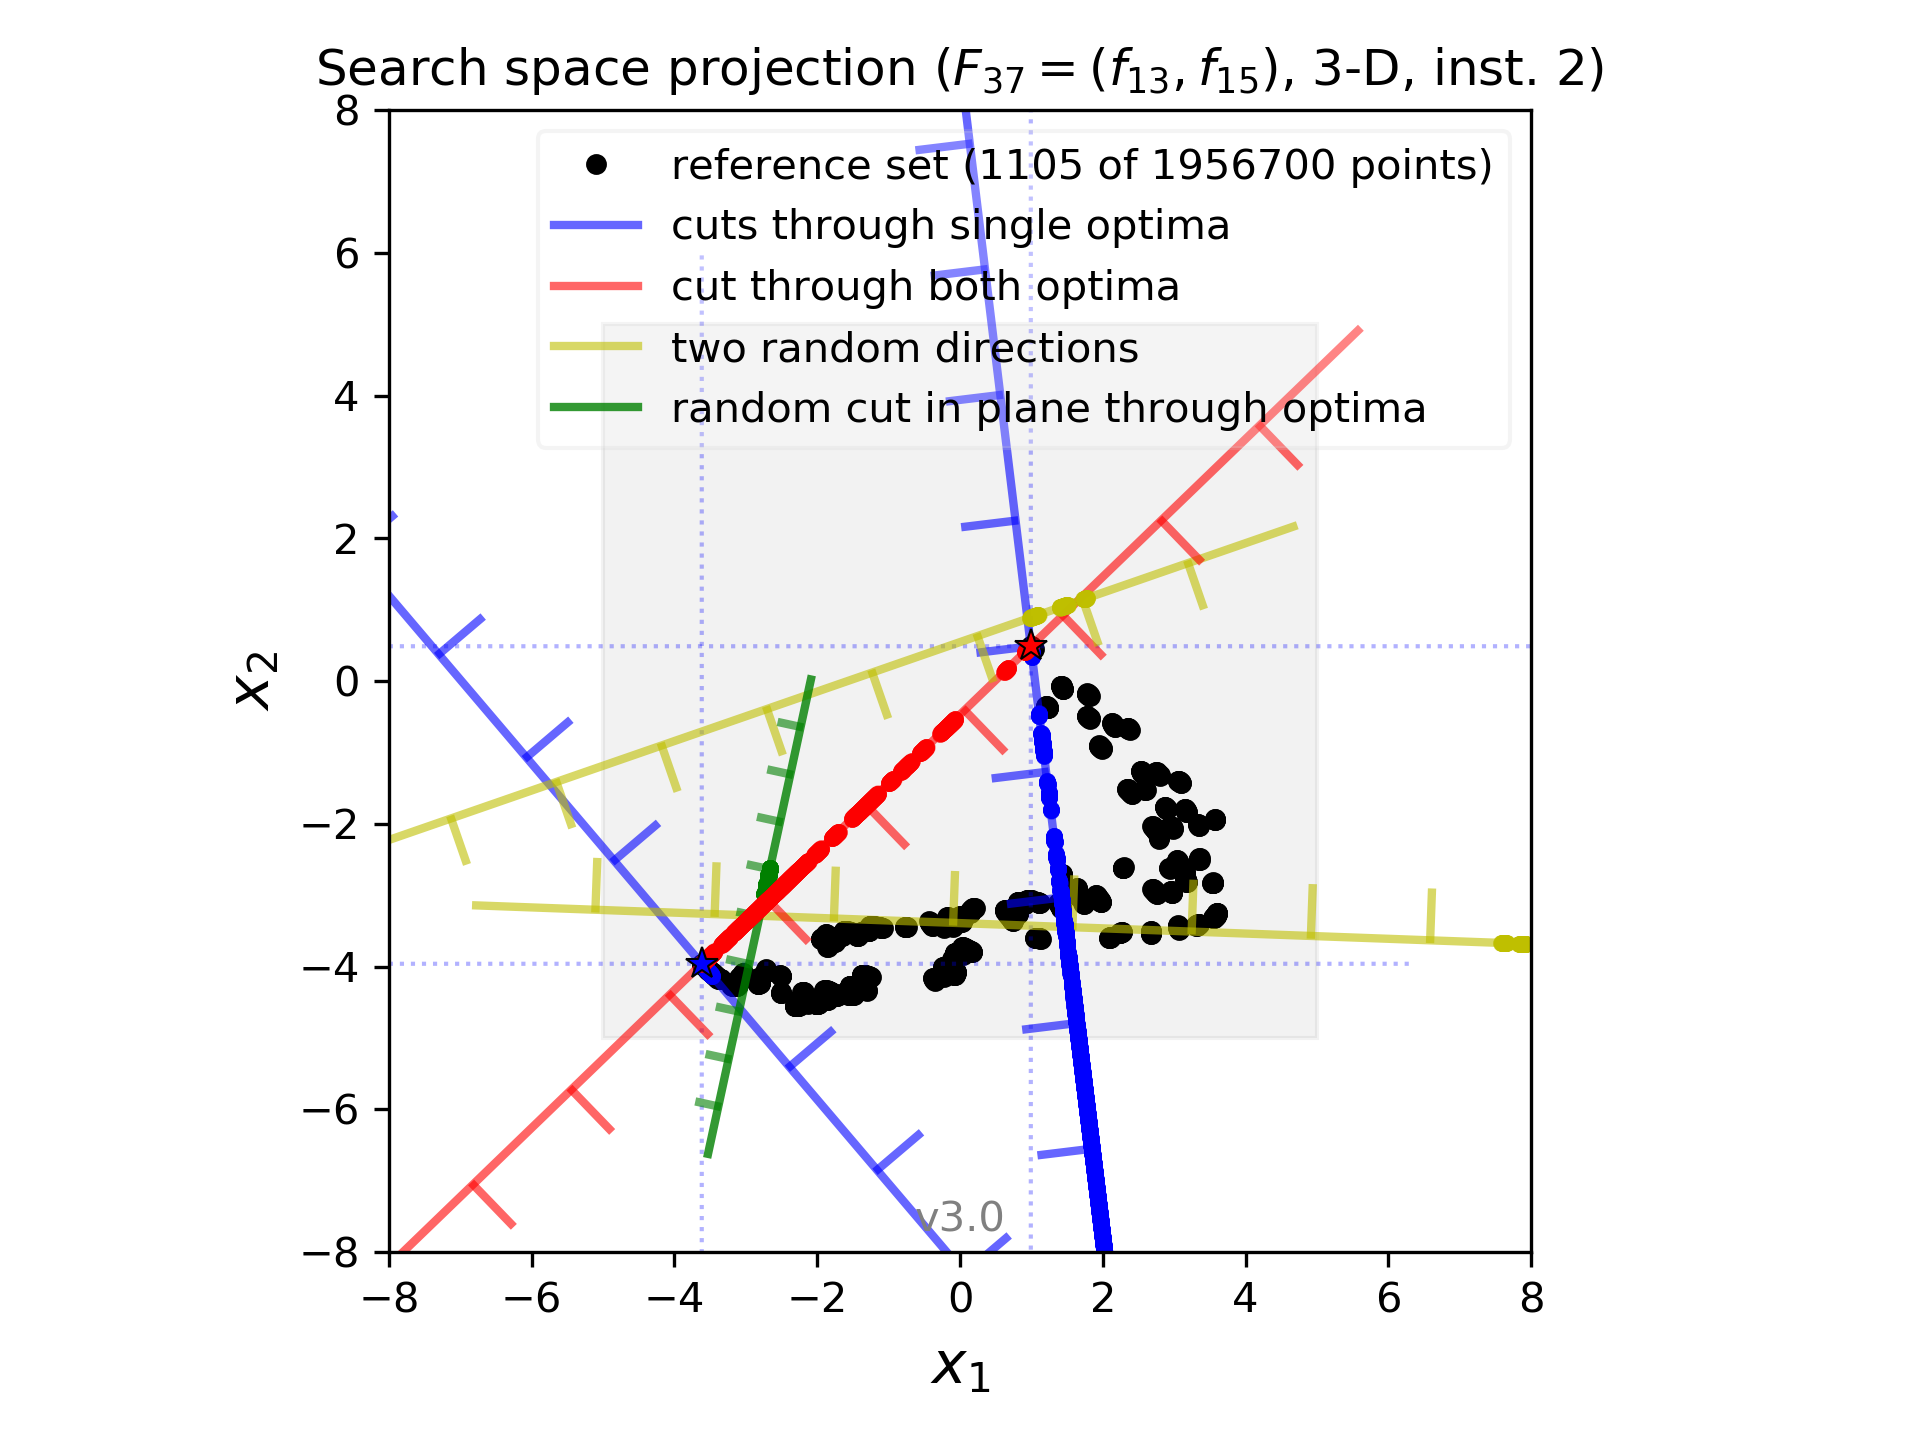 Search space projection (F37 = (f13, f15), 3-D, inst. 2)
reference set (1105 of 1956700 points)
cuts through single optima
cut through both optima
two random directions
random cut in plane through optima
8
6
4
2
0
−2
−4
−6
−8
x2
v3.0
−8 −6 −4 −2 0 2 4 6 8
x1